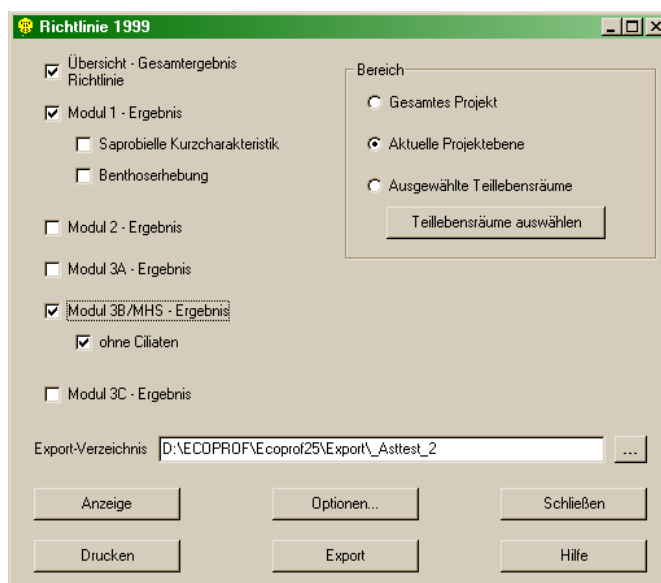 Richtlinie 1999
Übersicht - Gesamtergebnis
Richtlinie
Modul 1 - Ergebnis
Saprobielle Kurzcharakteristik
Benthoserhebung
Modul 2 - Ergebnis
Modul 3A - Ergebnis
Modul 3B/MHS - Ergebnis
ohne Ciliaten
Modul 3C - Ergebnis
Bereich
Gesamtes Projekt
Aktuelle Projektebene
Ausgewählte Teillebensräume
Teillebensräume auswählen
Export-Verzeichnis D:\ECOPROF\Ecoprof25\Export\_Asttest_2 ...
Anzeige Optionen... Schließen
Drucken Export Hilfe